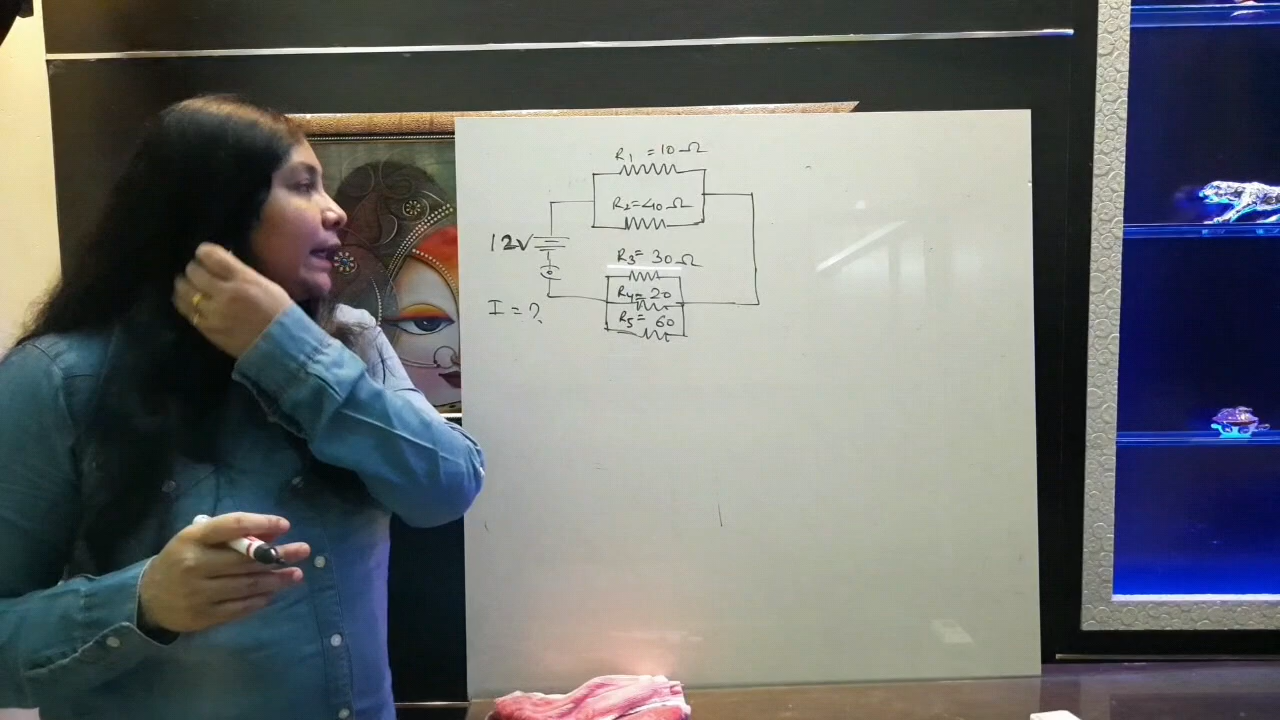 R1 = 10 Ω
R2 = 40 Ω
12V
R3 = 30 Ω
R4 = 20
I = ?
R5 = 60